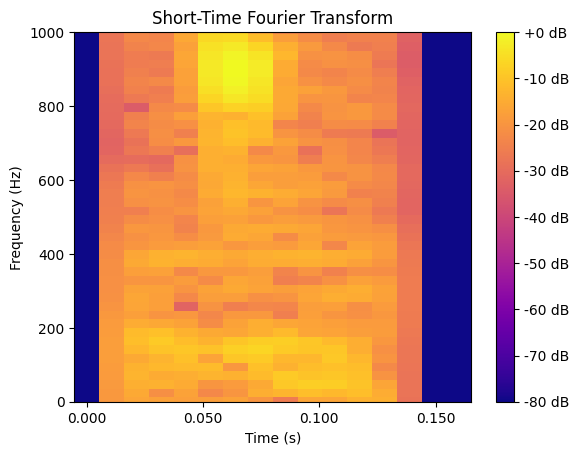 Short-Time Fourier Transform
1000
800
600
400
200
0
Frequency (Hz)
0.000
0.050
0.100
0.150
Time (s)
+0 dB
-10 dB
-20 dB
-30 dB
-40 dB
-50 dB
-60 dB
-70 dB
-80 dB